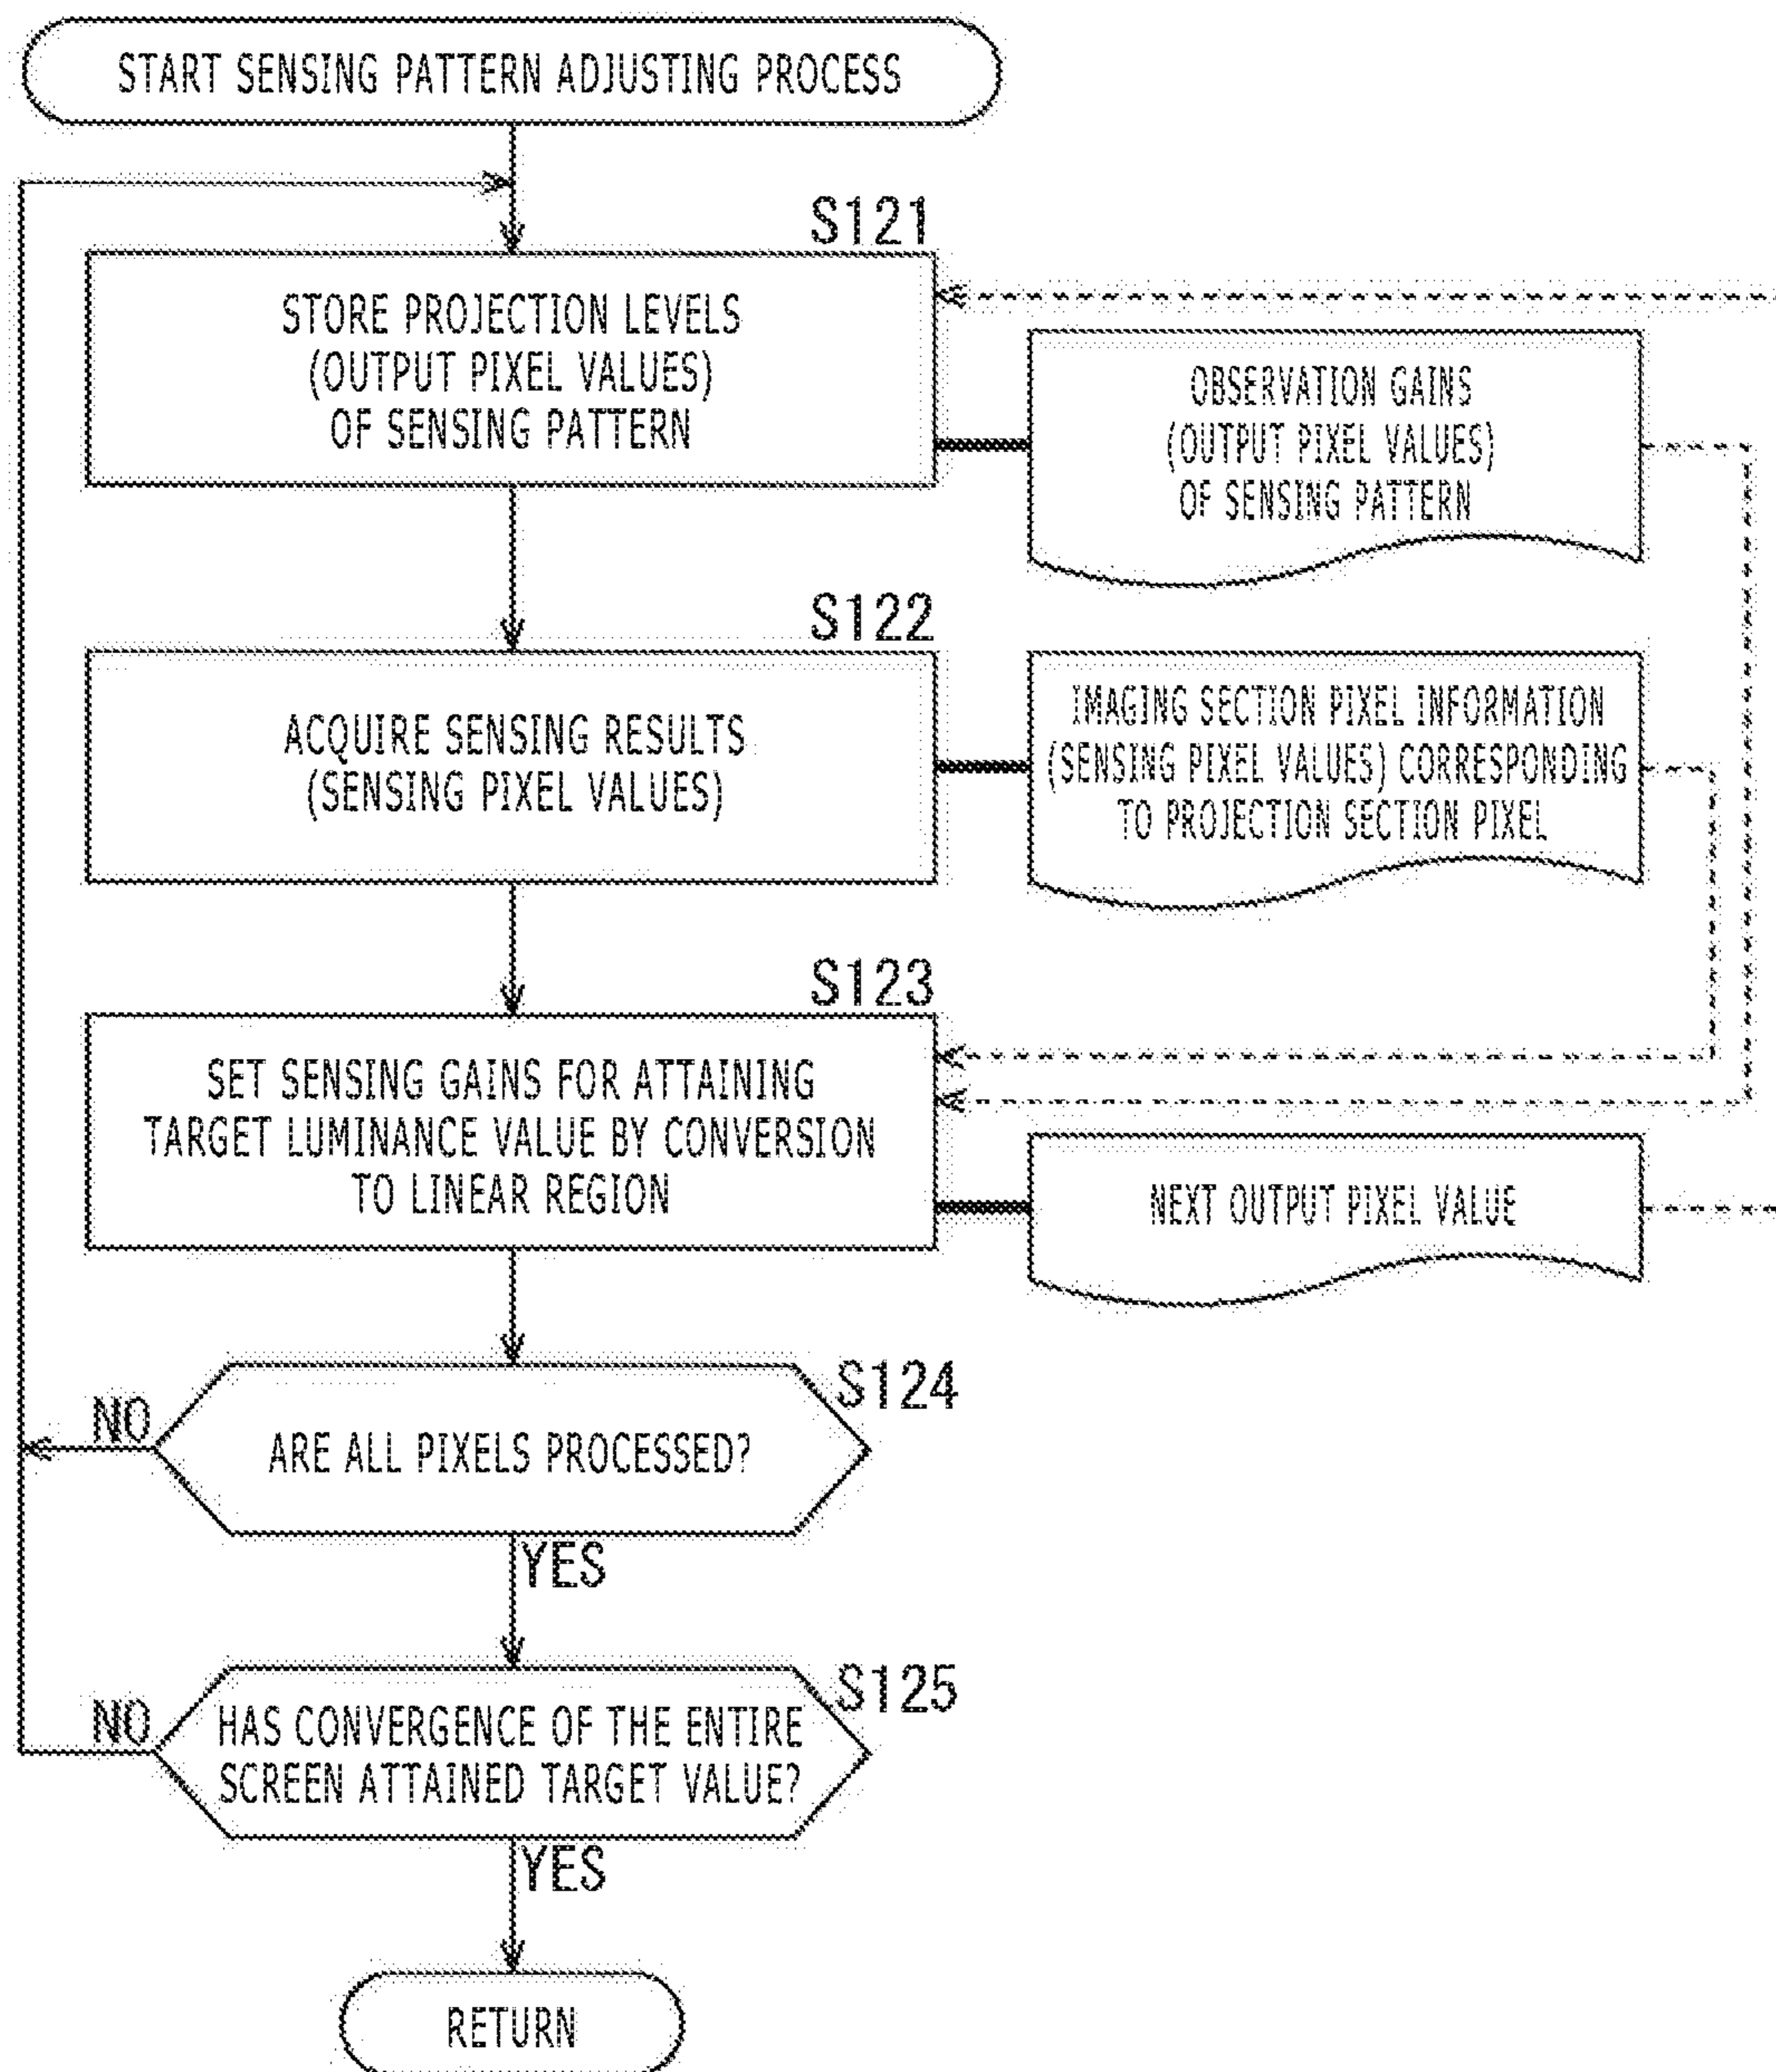 START SENSING PATTERN ADJUSTING PROCESS
S121
STORE PROJECTION LEVELS
(OUTPUT PIXEL VALUES)
OF SENSING PATTERN
OBSERVATION GAINS
(OUTPUT PIXEL VALUES)
OF SENSING PATTERN
S122
ACQUIRE SENSING RESULTS
(SENSING PIXEL VALUES)
IMAGING SECTION PIXEL INFORMATION
(SENSING PIXEL VALUES) CORRESPONDING
TO PROJECTION SECTION PIXEL
S123
SET SENSING GAINS FOR ATTAINING
TARGET LUMINANCE VALUE BY CONVERSION
TO LINEAR REGION
NEXT OUTPUT PIXEL VALUE
S124
NO
ARE ALL PIXELS PROCESSED?
YES
S125
NO
HAS CONVERGENCE OF THE ENTIRE
SCREEN ATTAINED TARGET VALUE?
YES
RETURN